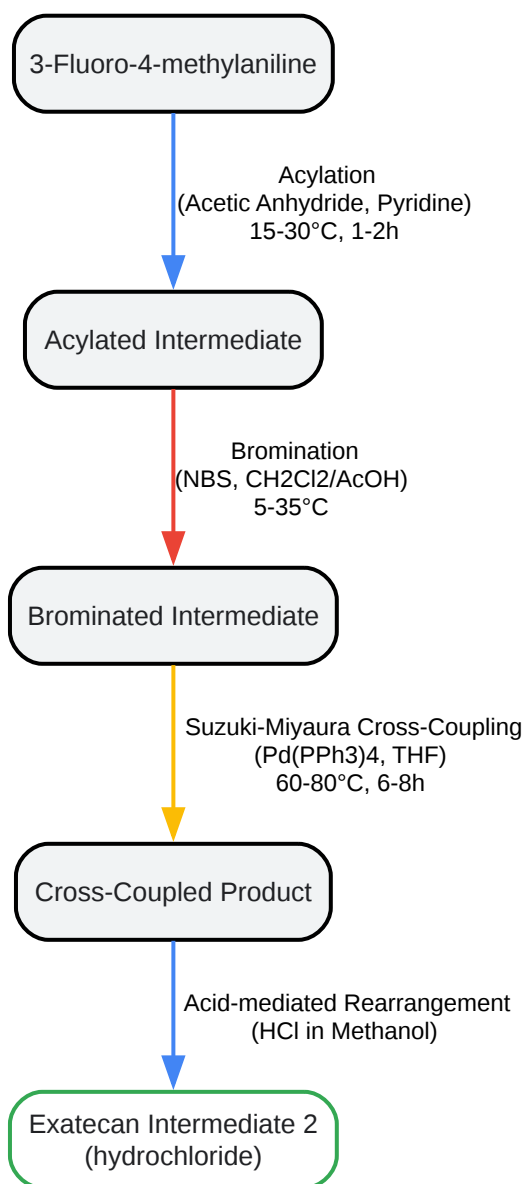 3-Fluoro-4-methylaniline
Acylation
(Acetic Anhydride, Pyridine)
15-30°C, 1-2h
Acylated Intermediate
Bromination
(NBS, CH2Cl2/AcOH)
5-35°C
Brominated Intermediate
Suzuki-Miyaura Cross-Coupling
(Pd(PPh3)4, THF)
60-80°C, 6-8h
Cross-Coupled Product
Acid-mediated Rearrangement
(HCl in Methanol)
Exatecan Intermediate 2
(hydrochloride)